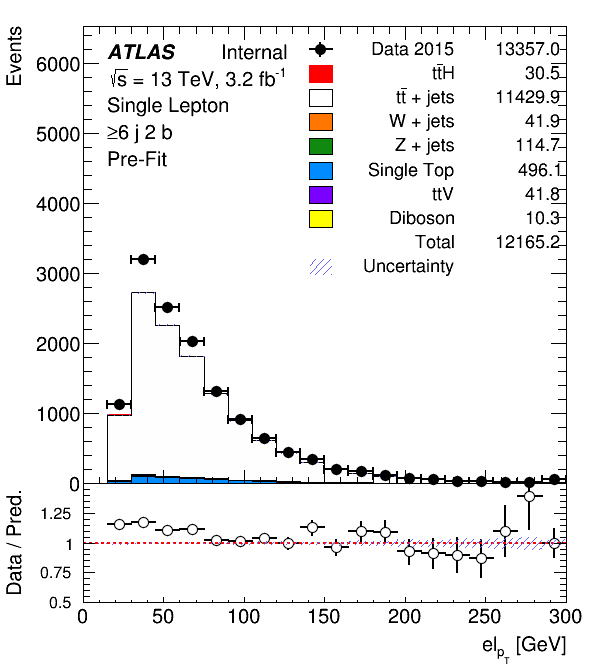 Events
6000
5000
4000
3000
2000
1000
0
ATLAS Internal
√s = 13 TeV, 3.2 fb⁻¹
Single Lepton
≥6 j 2 b
Pre-Fit
Data 2015 13357.0
tt̄H 30.5
tt̄ + jets 11429.9
W + jets 41.9
Z + jets 114.7
Single Top 496.1
ttV 41.8
Diboson 10.3
Total 12165.2
Uncertainty
Data / Pred.
1.25
1
0.75
0.5
0 50 100 150 200 250 300
el_pT [GeV]